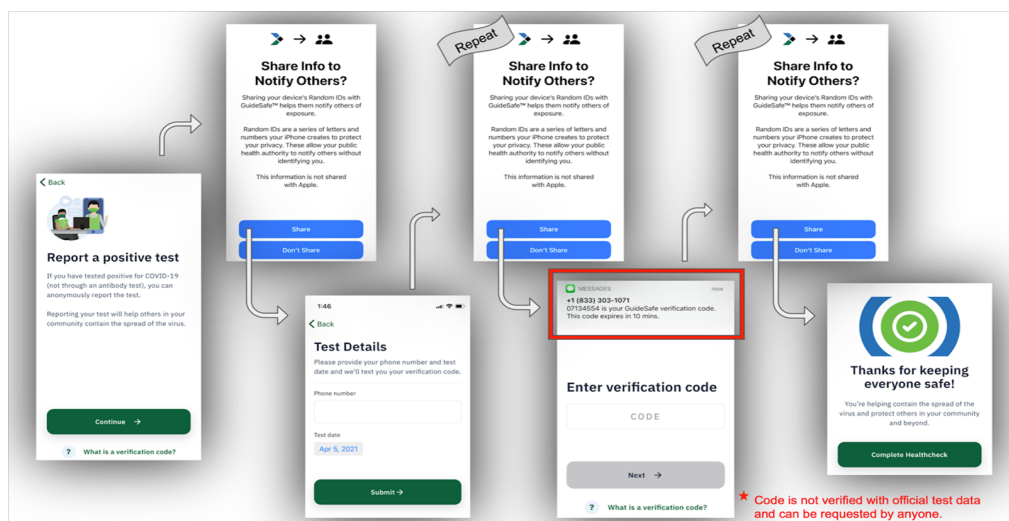 Back
Report a positive test
If you have tested positive for COVID-19
(not through an antibody test), you can
anonymously report the test.
Reporting your test will help others in your
community contain the spread of the virus.
Continue →
? What is a verification code?
Share Info to
Notify Others?
Sharing your device's Random IDs with
GuideSafe™ helps them notify others of
exposure.
Random IDs are a series of letters and
numbers your iPhone creates to protect
your privacy. These allow your public
health authority to notify others without
identifying you.
This information is not shared
with Apple.
Share
Don't Share
1:46
Back
Test Details
Please provide your phone number and test
date and we'll text you your verification code.
Phone number
Test date
Apr 5, 2021
Submit →
Repeat
Share Info to
Notify Others?
Sharing your device's Random IDs with
GuideSafe™ helps them notify others of
exposure.
Random IDs are a series of letters and
numbers your iPhone creates to protect
your privacy. These allow your public
health authority to notify others without
identifying you.
This information is not shared
with Apple.
Share
Don't Share
MESSAGES now
+1 (833) 303-1071
07134554 is your GuideSafe verification code.
This code expires in 10 mins.
Enter verification code
CODE
Next →
? What is a verification code?
Repeat
Share Info to
Notify Others?
Sharing your device's Random IDs with
GuideSafe™ helps them notify others of
exposure.
Random IDs are a series of letters and
numbers your iPhone creates to protect
your privacy. These allow your public
health authority to notify others without
identifying you.
This information is not shared
with Apple.
Share
Don't Share
Thanks for keeping
everyone safe!
You're helping contain the spread of the
virus and protect others in your community
and beyond.
Complete Healthcheck
★ Code is not verified with official test data
and can be requested by anyone.